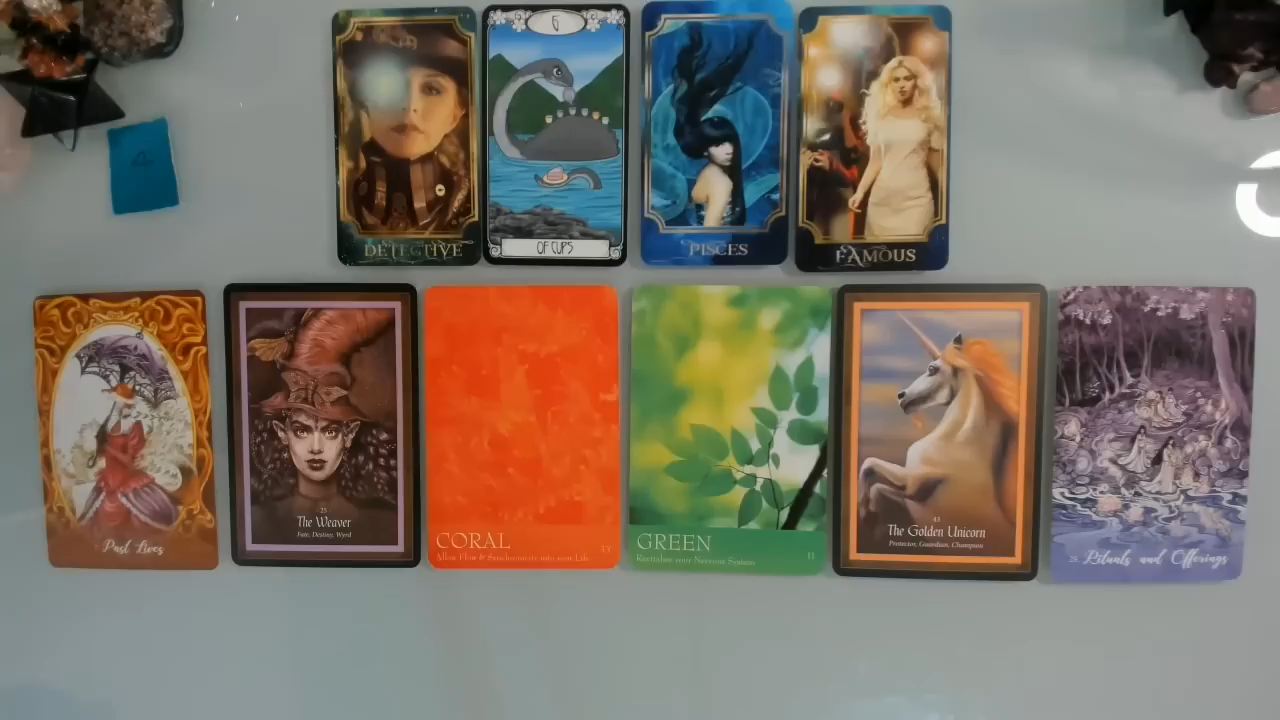 6
DETECTIVE
OF CUPS
PISCES
FAMOUS
Past Lives
25
The Weaver
Fate, Destiny, Wyrd
CORAL
Allow Flow & Synchronicity into your Life
GREEN
11
Revitalise your Nervous System
43
The Golden Unicorn
Protector, Guardian, Champion
Rituals and Offerings